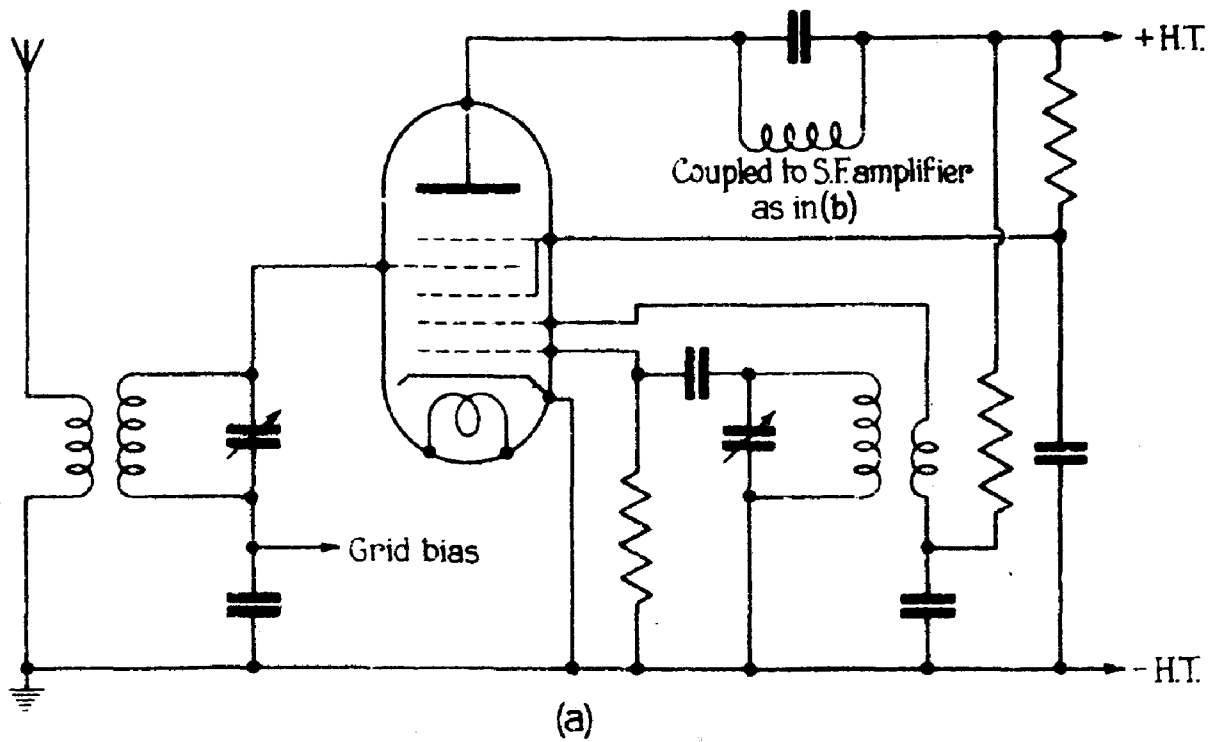 + H.T.
Coupled to S.F. amplifier
as in (b)
Grid bias
- H.T.
(a)